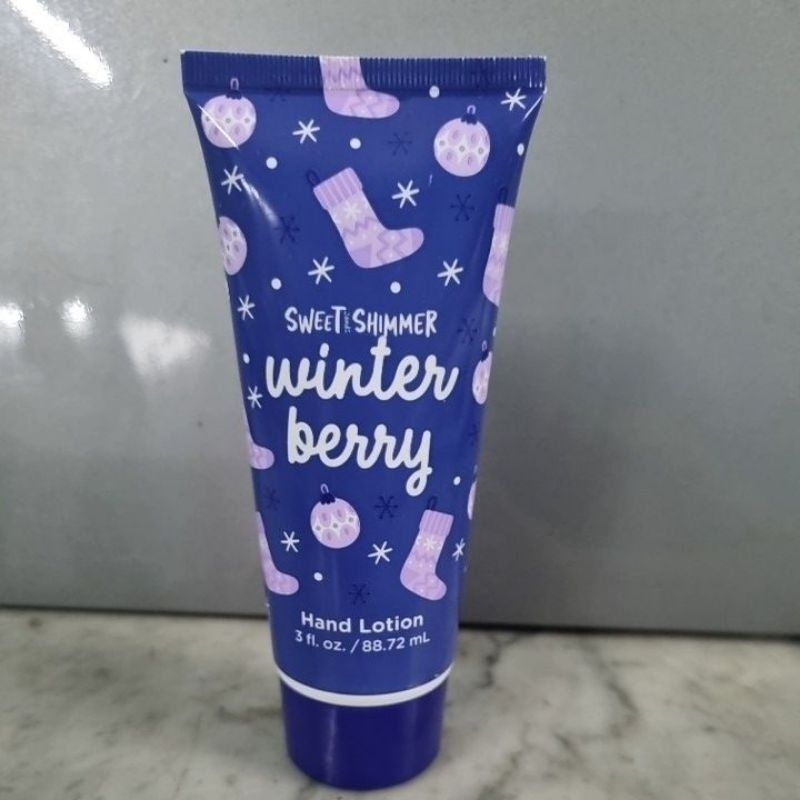 SWEET & SHIMMER
winter
berry
Hand Lotion
3 fl. oz. / 88.72 mL